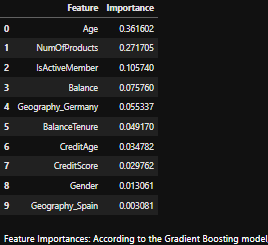 Feature Importance
0 Age 0.361602
1 NumOfProducts 0.271705
2 IsActiveMember 0.105740
3 Balance 0.075760
4 Geography_Germany 0.055337
5 BalanceTenure 0.049170
6 CreditAge 0.034782
7 CreditScore 0.029762
8 Gender 0.013061
9 Geography_Spain 0.003081
Feature Importances: According to the Gradient Boosting model